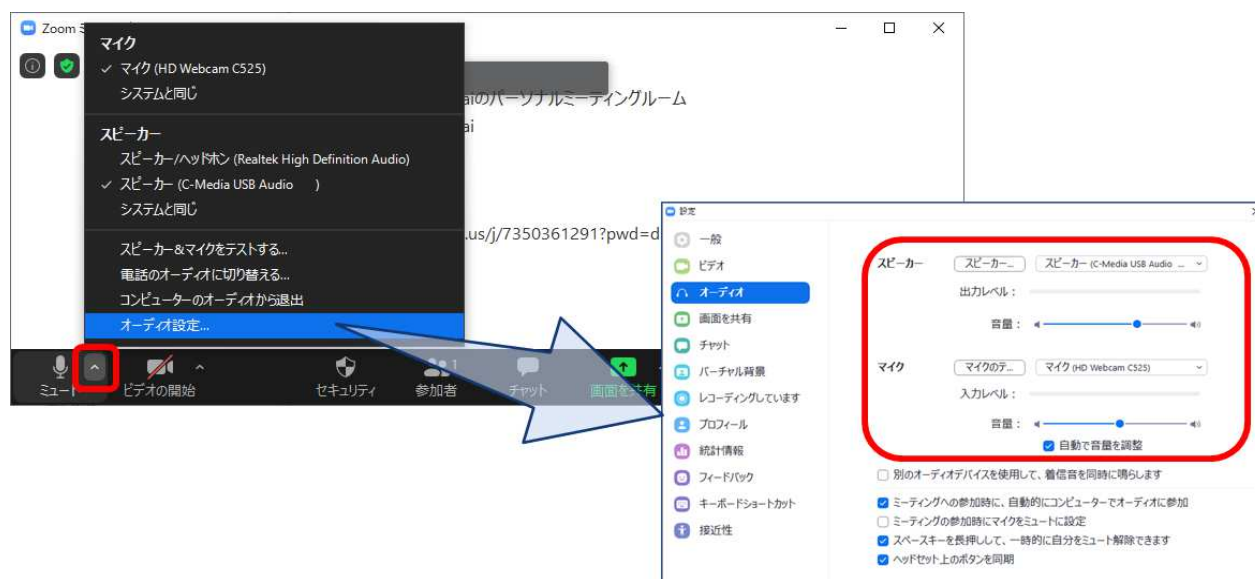 Zoom
マイク
マイク (HD Webcam C525)
システムと同じ
スピーカー
スピーカー/ヘッドホン (Realtek High Definition Audio)
スピーカー (C-Media USB Audio )
システムと同じ
スピーカー&マイクをテストする...
電話のオーディオに切り替える...
コンピューターのオーディオから退出
オーディオ設定...
aiのパーソナルミーティングルーム
ai
.us/j/7350361291?pwd=d
ミュート
ビデオの開始
セキュリティ
参加者
1
チャット
画面を共有
設定
一般
ビデオ
オーディオ
画面を共有
チャット
バーチャル背景
レコーディングしています
プロフィール
統計情報
フィードバック
キーボードショートカット
接近性
スピーカー スピーカー... スピーカー (C-Media USB Audio ...
出力レベル:
音量:
マイク マイクのテ... マイク (HD Webcam C525)
入力レベル:
音量:
自動で音量を調整
別のオーディオデバイスを使用して、着信音を同時に鳴らします
ミーティングへの参加時に、自動的にコンピューターでオーディオに参加
ミーティングの参加時にマイクをミュートに設定
スペースキーを長押しして、一時的に自分をミュート解除できます
ヘッドセット上のボタンを同期